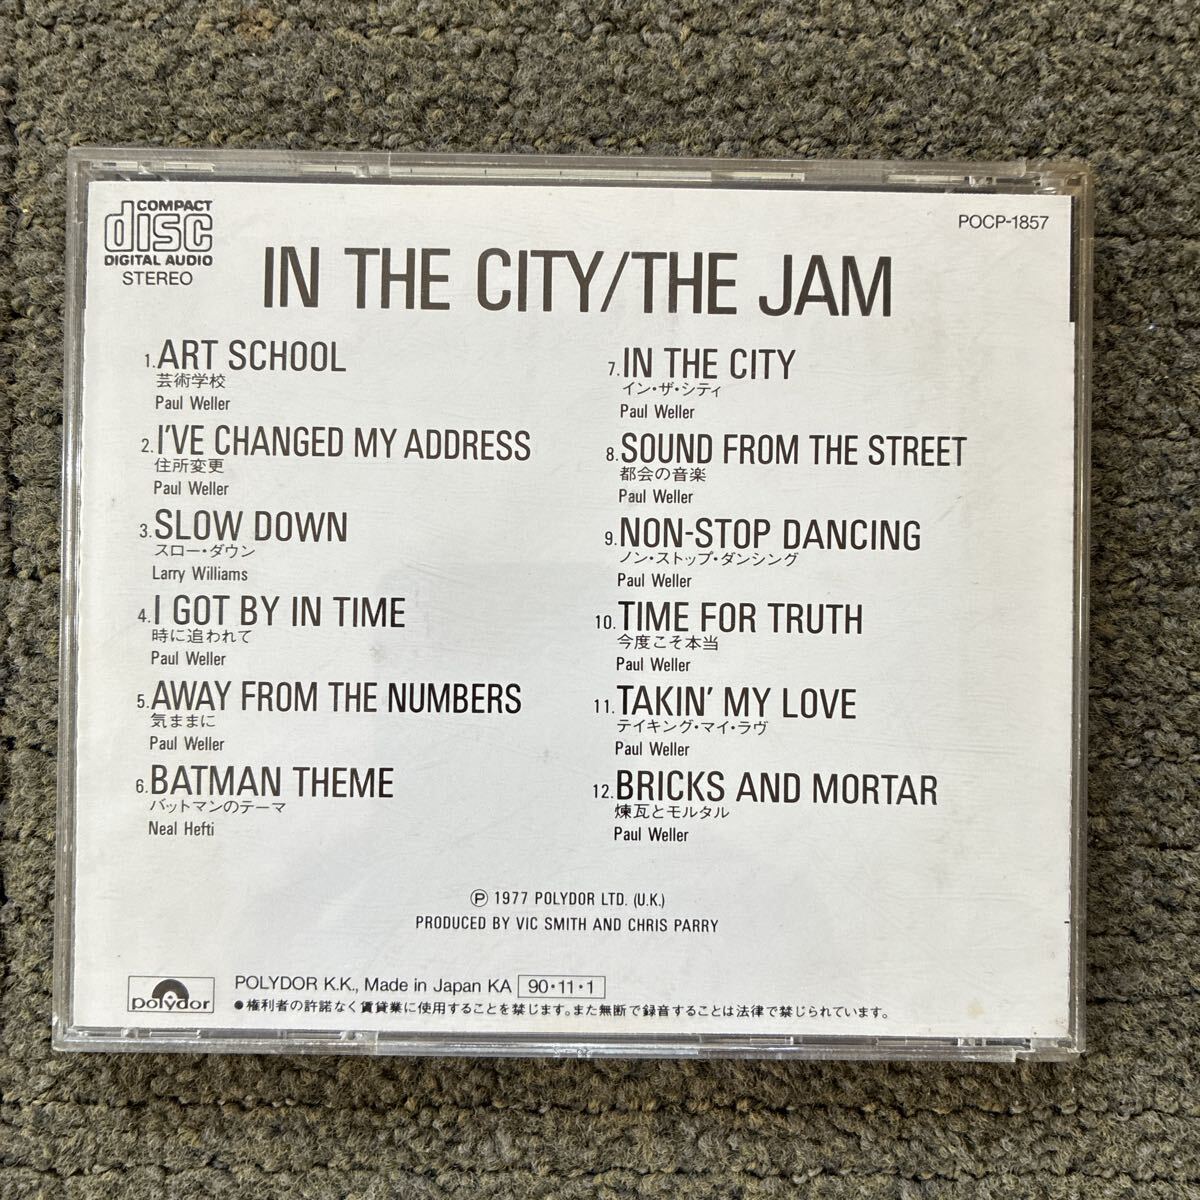 COMPACT
disc
DIGITAL AUDIO
STEREO
POCP-1857
IN THE CITY/THE JAM
1.ART SCHOOL
芸術学校
Paul Weller
2.I'VE CHANGED MY ADDRESS
住所変更
Paul Weller
3.SLOW DOWN
スロー・ダウン
Larry Williams
4.I GOT BY IN TIME
時に追われて
Paul Weller
5.AWAY FROM THE NUMBERS
気ままに
Paul Weller
6.BATMAN THEME
バットマンのテーマ
Neal Hefti
7.IN THE CITY
イン・ザ・シティ
Paul Weller
8.SOUND FROM THE STREET
都会の音楽
Paul Weller
9.NON-STOP DANCING
ノン・ストップ・ダンシング
Paul Weller
10.TIME FOR TRUTH
今度こそ本当
Paul Weller
11.TAKIN' MY LOVE
テイキング・マイ・ラヴ
Paul Weller
12.BRICKS AND MORTAR
煉瓦とモルタル
Paul Weller
Ⓟ 1977 POLYDOR LTD. (U.K.)
PRODUCED BY VIC SMITH AND CHRIS PARRY
polydor
POLYDOR K.K., Made in Japan KA 90・11・1
●権利者の許諾なく賃貸業に使用することを禁じます。また無断で録音することは法律で禁じられています。